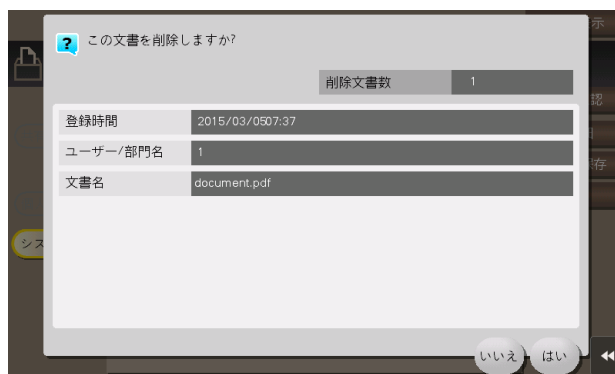 この文書を削除しますか?
削除文書数 1
登録時間 2015/03/0507:37
ユーザー/部門名 1
文書名 document.pdf
いいえ はい